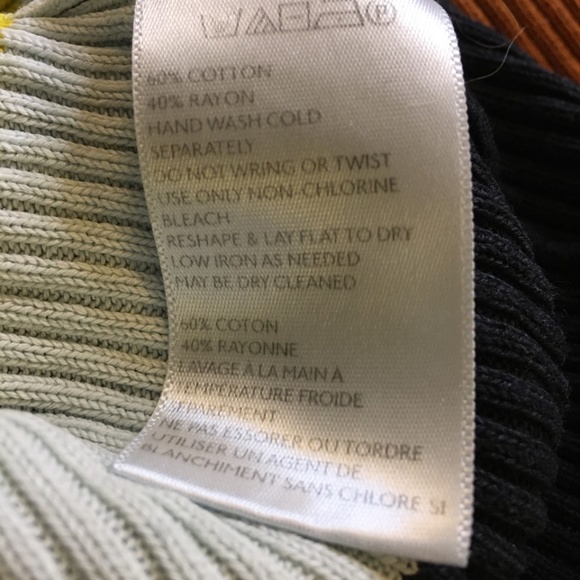 60% COTTON
40% RAYON
HAND WASH COLD
SEPARATELY
DO NOT WRING OR TWIST
USE ONLY NON-CHLORINE
BLEACH
RESHAPE & LAY FLAT TO DRY
LOW IRON AS NEEDED
MAY BE DRY CLEANED
60% COTON
40% RAYONNE
LAVAGE À LA MAIN A
TEMPÉRATURE FROIDE
SÉPAREMENT
NE PAS ESSORER OU TORDRE
UTILISER UN AGENT DE
BLANCHIMENT SANS CHLORE. SI